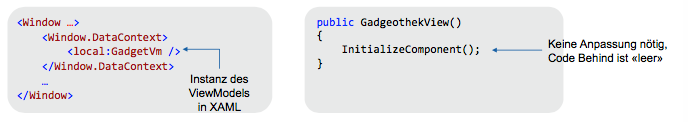 <Window …>
<Window.DataContext>
<local:GadgetVm />
</Window.DataContext>
…
</Window>
Instanz des
ViewModels
in XAML
public GadgeothekView()
{
InitializeComponent();
}
Keine Anpassung nötig,
Code Behind ist «leer»